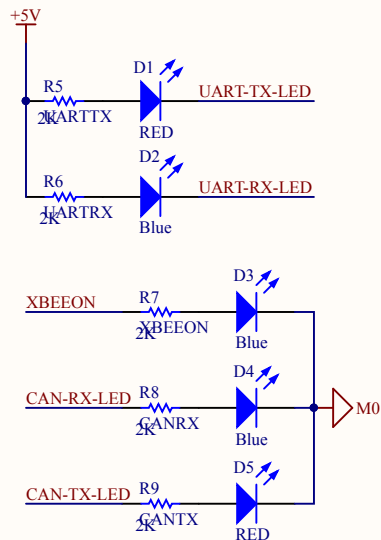 +5V
D1
R5
UART-TX-LED
2K
UARTTX
RED
D2
R6
UART-RX-LED
2K
UARTRX
Blue
D3
R7
XBEEON
XBEEON
2K
Blue
D4
R8
CAN-RX-LED
CANRX
2K
Blue
M0
D5
R9
CAN-TX-LED
CANTX
2K
RED